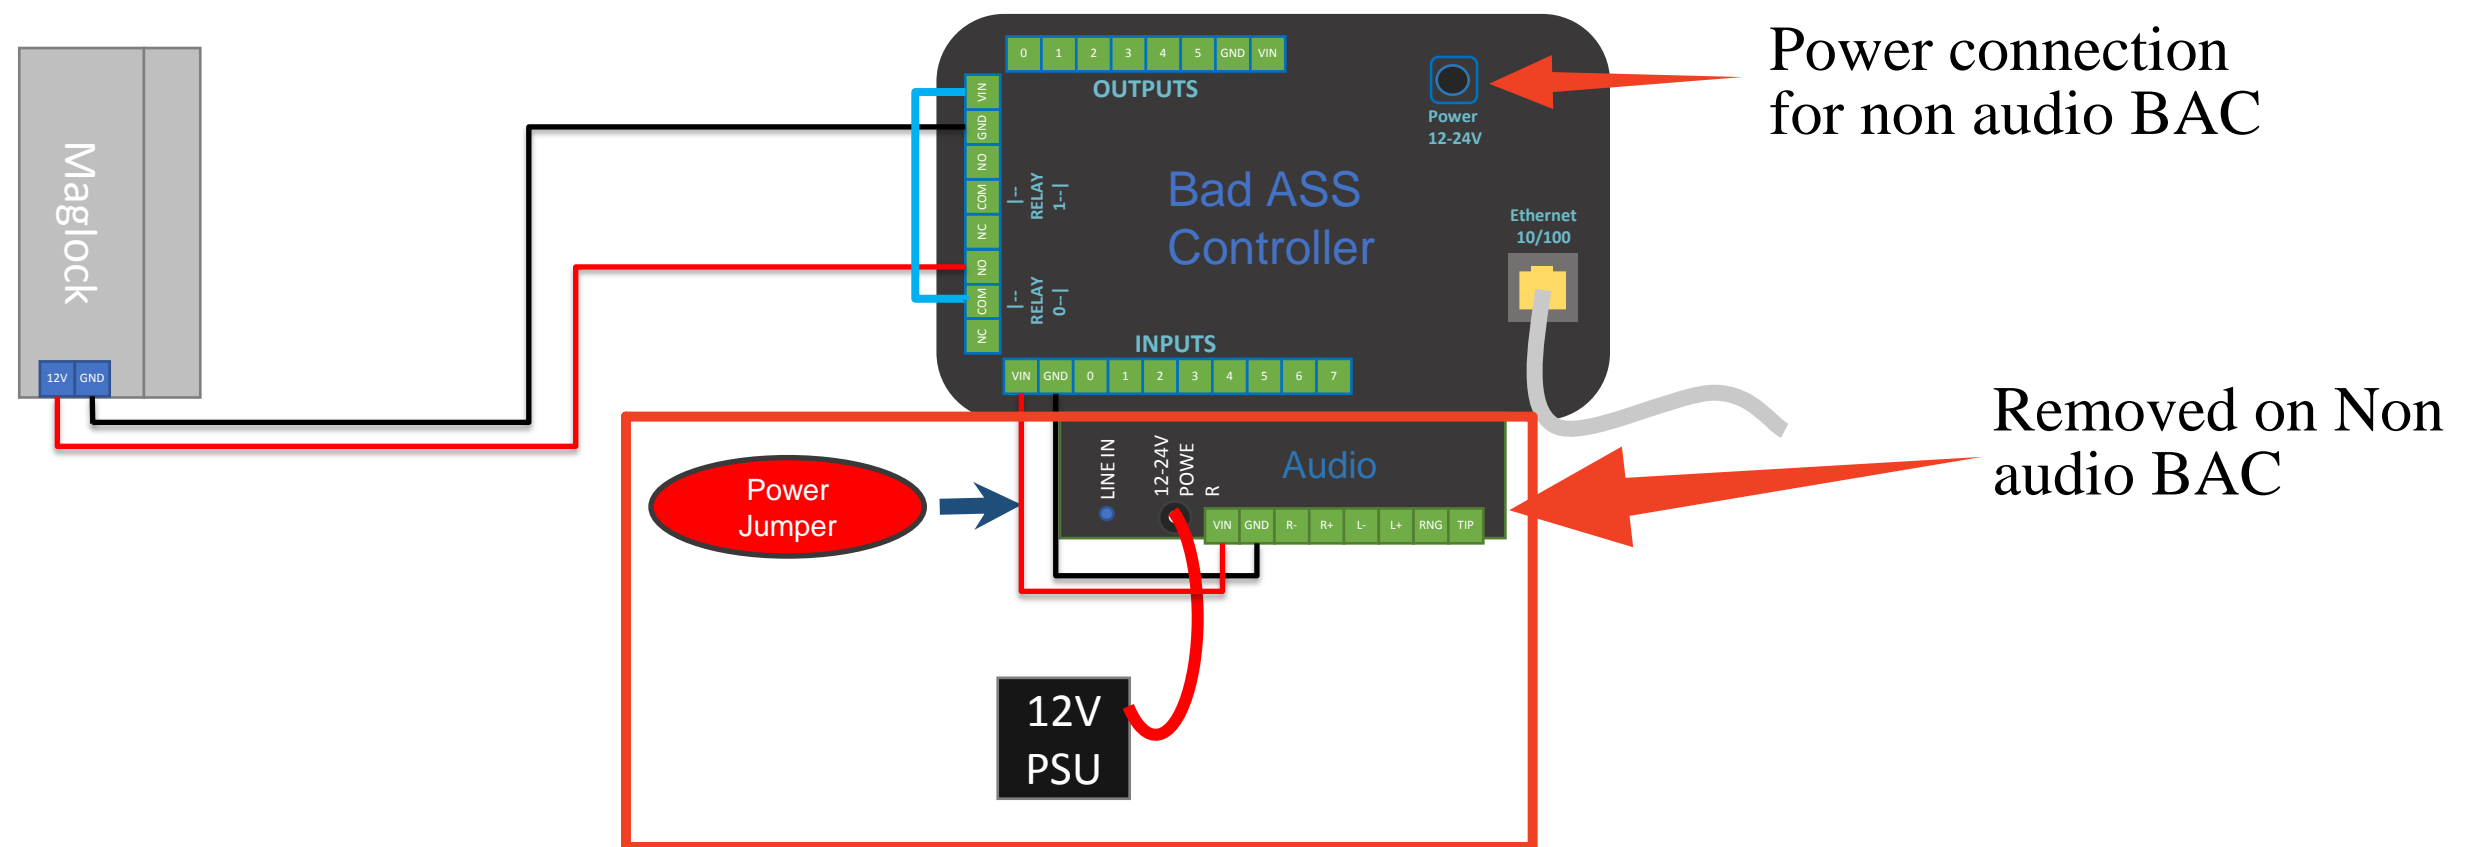 Power connection
for non audio BAC
0 1 2 3 4 5 GND VIN
OUTPUTS
Power
12-24V
VIN
GND
NO
COM
NC
NO
COM
NC
|--
RELAY
1--|
|--
RELAY
0--|
Bad ASS
Controller
Ethernet
10/100
Maglock
12V GND
INPUTS
VIN GND 0 1 2 3 4 5 6 7
Removed on Non
audio BAC
Power
Jumper
LINE IN
12-24V
POWE
R
Audio
VIN GND R- R+ L- L+ RNG TIP
12V
PSU